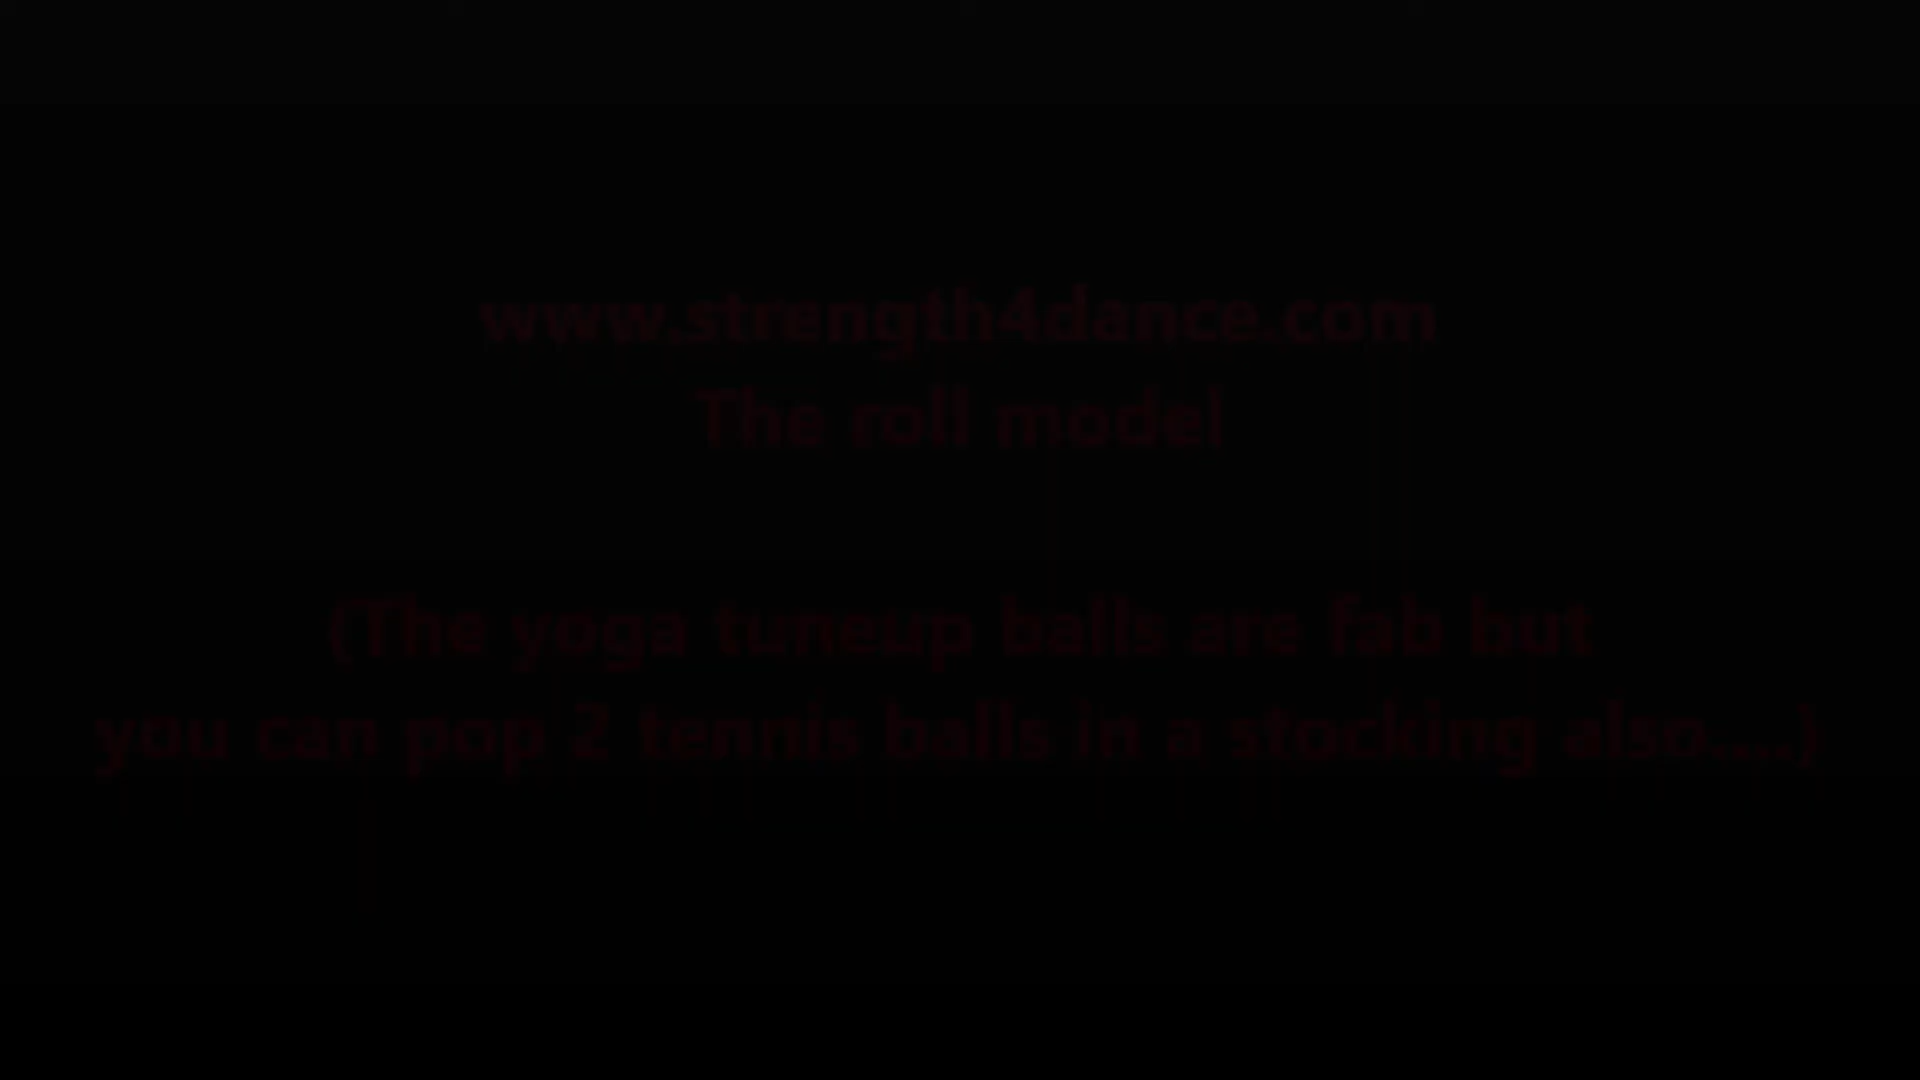 www.strength4dance.com
The roll model
(The yoga tuneup balls are fab but
you can pop 2 tennis balls in a stocking also....)